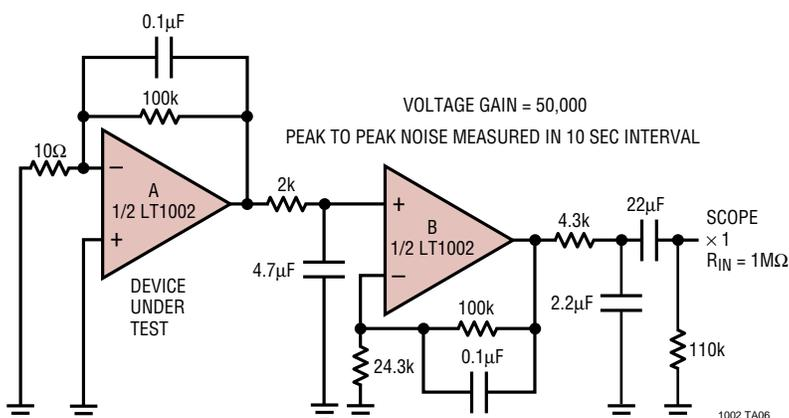 0.1µF
100k
VOLTAGE GAIN = 50,000
PEAK TO PEAK NOISE MEASURED IN 10 SEC INTERVAL
10Ω
–
A
1/2 LT1002
+
2k
+
B
1/2 LT1002
–
4.3k
22µF
SCOPE
× 1
RIN = 1MΩ
4.7µF
DEVICE
UNDER
TEST
2.2µF
100k
24.3k
0.1µF
110k
1002 TA06